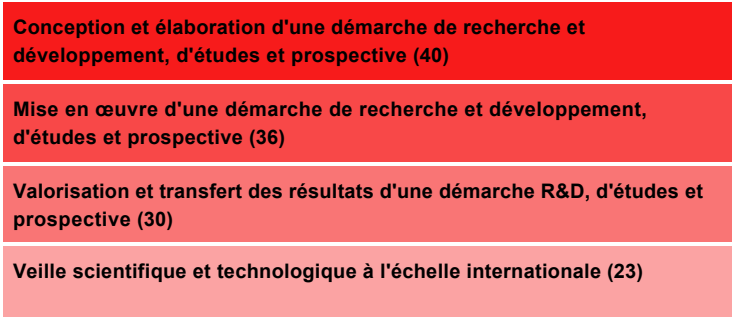 Conception et élaboration d'une démarche de recherche et
développement, d'études et prospective (40)
Mise en œuvre d'une démarche de recherche et développement,
d'études et prospective (36)
Valorisation et transfert des résultats d'une démarche R&D, d'études et
prospective (30)
Veille scientifique et technologique à l'échelle internationale (23)